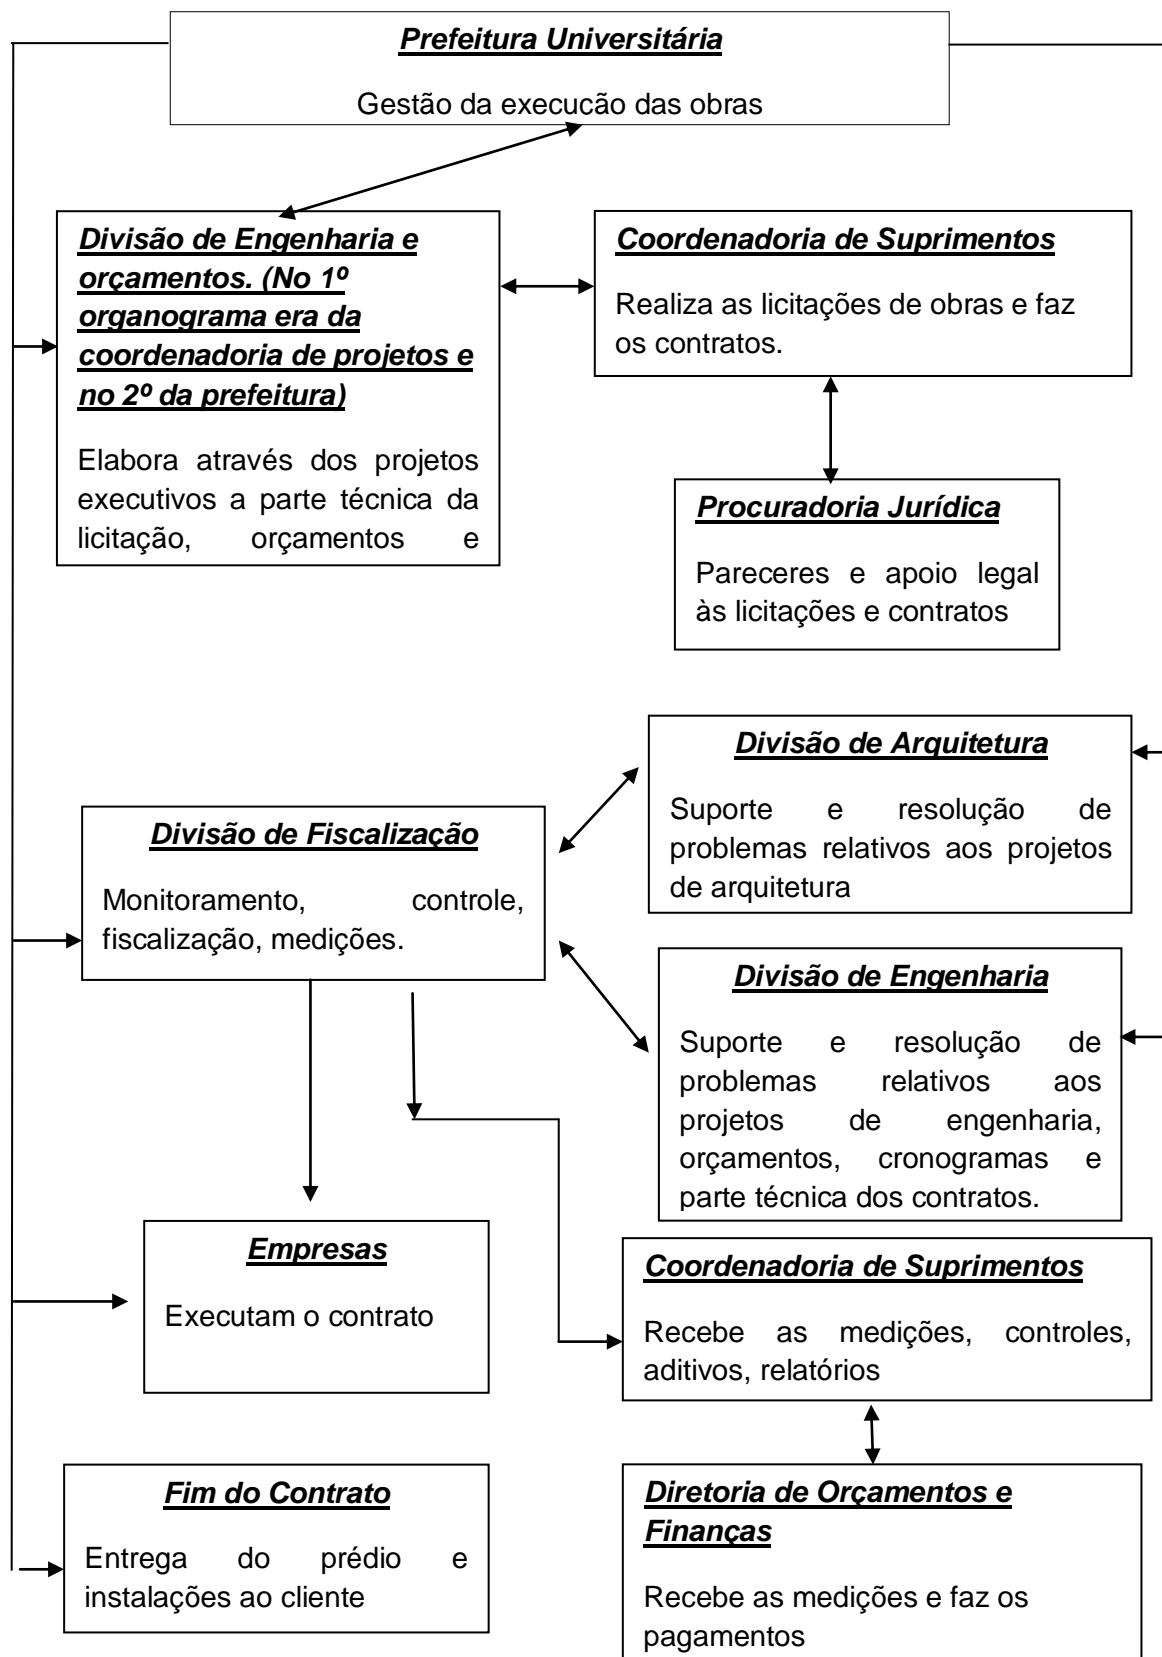 Prefeitura Universitária
Gestão da execucão das obras
Divisão de Engenharia e
orçamentos. (No 1º
organograma era da
coordenadoria de projetos e
no 2º da prefeitura)
Elabora através dos projetos
executivos a parte técnica da
licitação, orçamentos e
Coordenadoria de Suprimentos
Realiza as licitações de obras e faz
os contratos.
Procuradoria Jurídica
Pareceres e apoio legal
às licitações e contratos
Divisão de Arquitetura
Suporte e resolução de
problemas relativos aos projetos
de arquitetura
Divisão de Fiscalização
Monitoramento, controle,
fiscalização, medições.
Divisão de Engenharia
Suporte e resolução de
problemas relativos aos
projetos de engenharia,
orçamentos, cronogramas e
parte técnica dos contratos.
Empresas
Executam o contrato
Coordenadoria de Suprimentos
Recebe as medições, controles,
aditivos, relatórios
Fim do Contrato
Entrega do prédio e
instalações ao cliente
Diretoria de Orçamentos e
Finanças
Recebe as medições e faz os
pagamentos